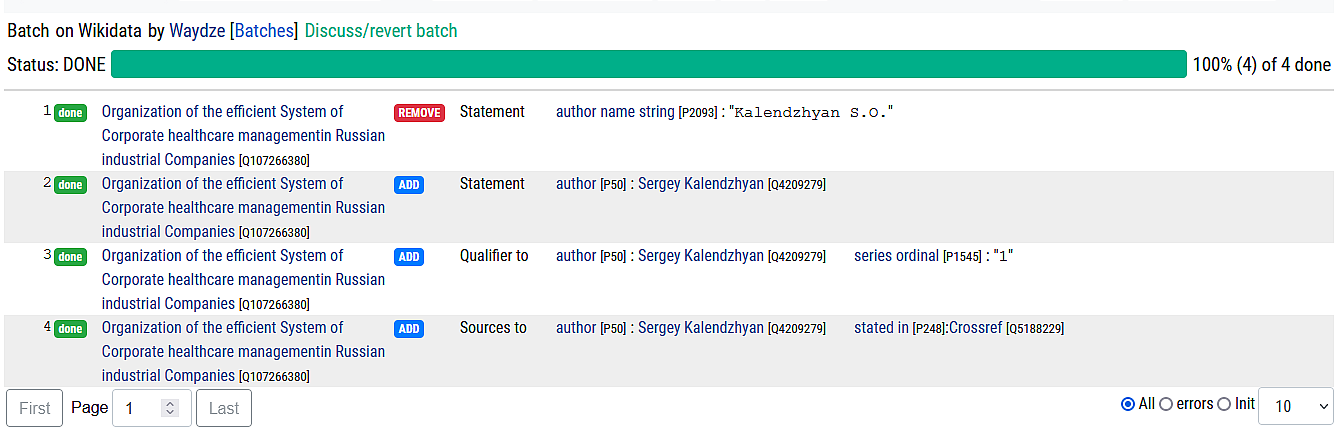 Batch on Wikidata by Waydze [Batches] Discuss/revert batch
Status: DONE 100% (4) of 4 done
1 done Organization of the efficient System of REMOVE Statement author name string [P2093] : "Kalendzhyan S.O."
Corporate healthcare managementin Russian
industrial Companies [Q107266380]
2 done Organization of the efficient System of ADD Statement author [P50] : Sergey Kalendzhyan [Q4209279]
Corporate healthcare managementin Russian
industrial Companies [Q107266380]
3 done Organization of the efficient System of ADD Qualifier to author [P50] : Sergey Kalendzhyan [Q4209279] series ordinal [P1545] : "1"
Corporate healthcare managementin Russian
industrial Companies [Q107266380]
4 done Organization of the efficient System of ADD Sources to author [P50] : Sergey Kalendzhyan [Q4209279] stated in [P248]:Crossref [Q5188229]
Corporate healthcare managementin Russian
industrial Companies [Q107266380]
First Page 1 Last All errors Init 10